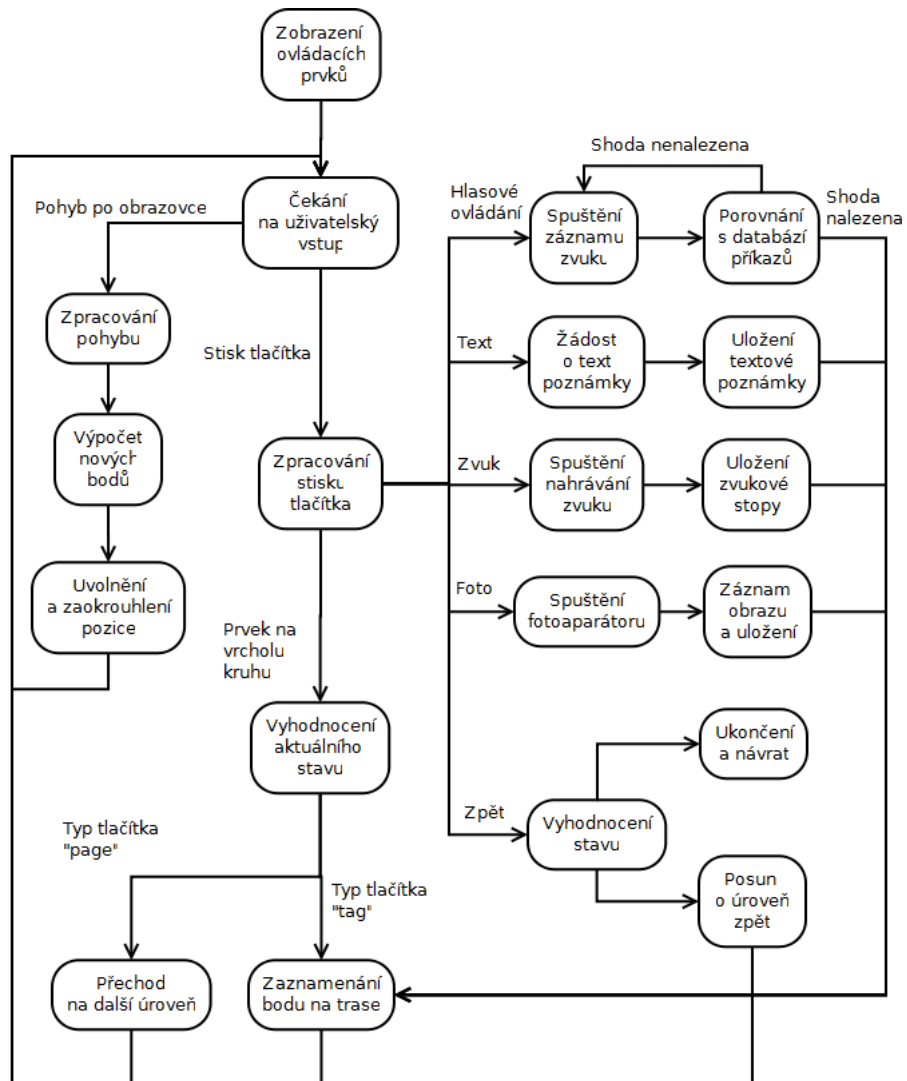 Zobrazení
ovládacích
prvků
Shoda nenalezena
Hlasové
ovládání
Shoda
nalezena
Pohyb po obrazovce
Čekání
na uživatelský
vstup
Spuštění
záznamu
zvuku
Porovnání
s databází
příkazů
Zpracování
pohybu
Stisk tlačítka
Text
Žádost
o text
poznámky
Uložení
textové
poznámky
Výpočet
nových
bodů
Zpracování
stisku
tlačítka
Zvuk
Spuštění
nahrávání
zvuku
Uložení
zvukové
stopy
Uvolnění
a zaokrouhlení
pozice
Foto
Spuštění
fotoaparátoru
Záznam
obrazu
a uložení
Prvek na
vrcholu
kruhu
Vyhodnocení
aktuálního
stavu
Ukončení
a návrat
Zpět
Vyhodnocení
stavu
Typ tlačítka
"page"
Typ tlačítka
"tag"
Posun
o úroveň
zpět
Přechod
na další úroveň
Zaznamenání
bodu na trase